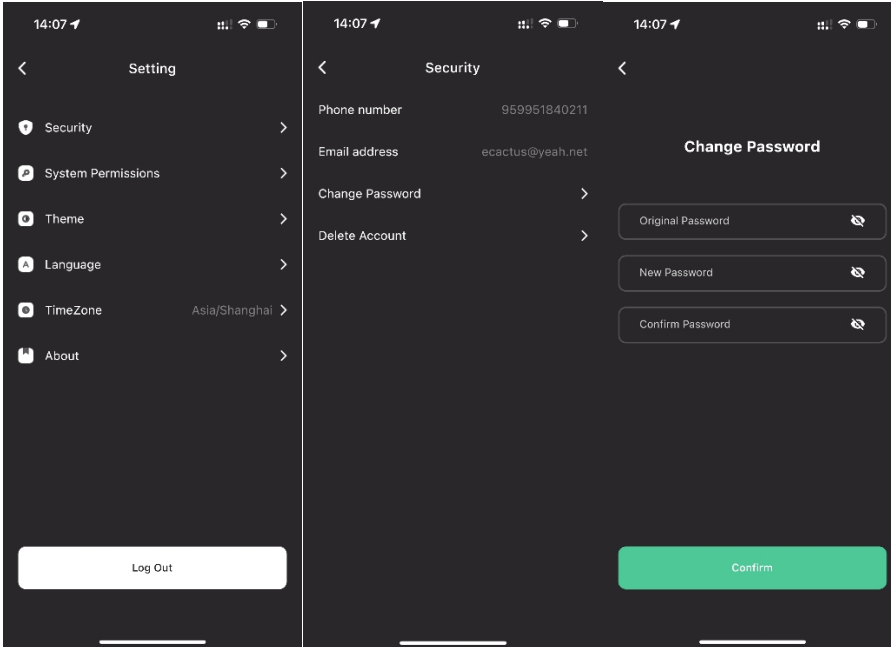 14:07
Setting
Security
System Permissions
Theme
Language
TimeZone Asia/Shanghai
About
Log Out
14:07
Security
Phone number 959951840211
Email address ecactus@yeah.net
Change Password
Delete Account
14:07
Change Password
Original Password
New Password
Confirm Password
Confirm